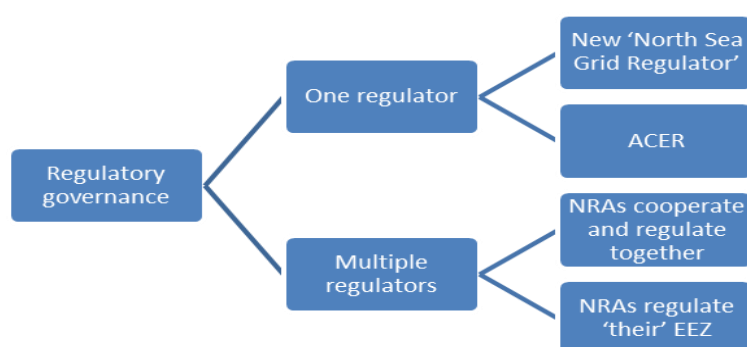 New ‘North Sea
Grid Regulator’
One regulator
ACER
Regulatory
governance
NRAs cooperate
and regulate
together
Multiple
regulators
NRAs regulate
‘their’ EEZ